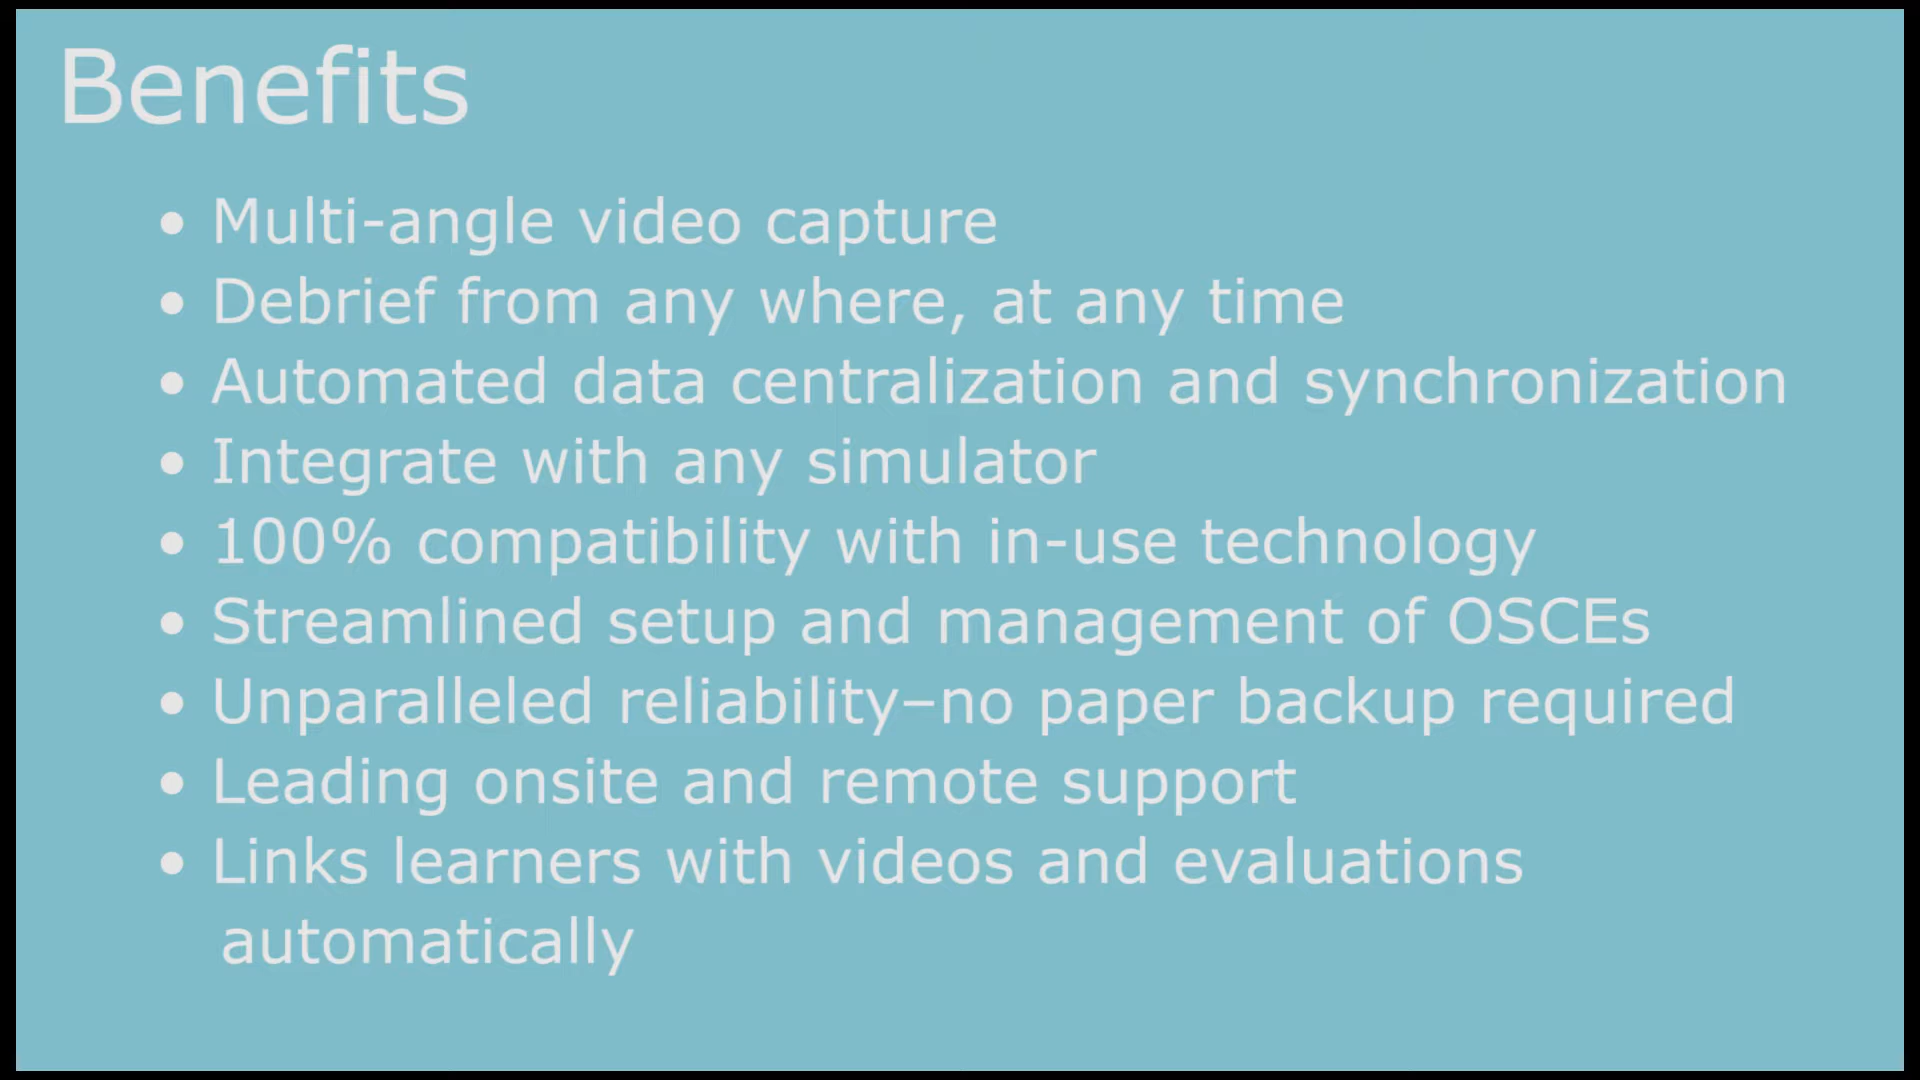 Benefits
• Multi-angle video capture
• Debrief from any where, at any time
• Automated data centralization and synchronization
• Integrate with any simulator
• 100% compatibility with in-use technology
• Streamlined setup and management of OSCEs
• Unparalleled reliability–no paper backup required
• Leading onsite and remote support
• Links learners with videos and evaluations
automatically